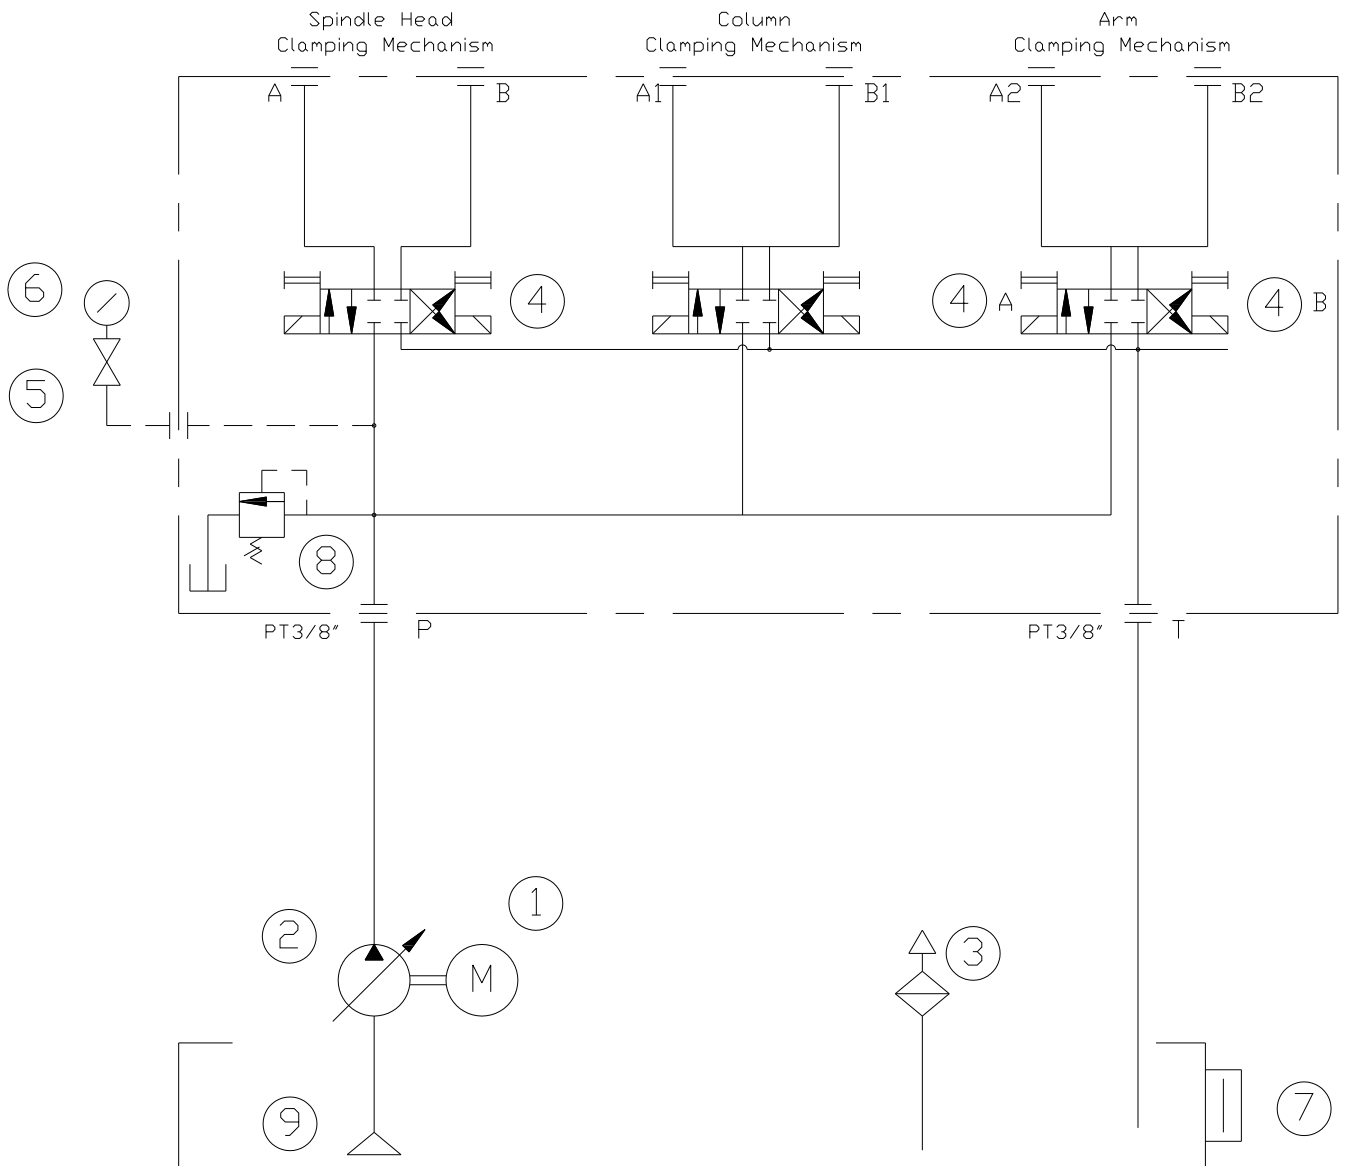 Spindle Head
Clamping Mechanism
Column
Clamping Mechanism
Arm
Clamping Mechanism
A
B
A1
B1
A2
B2
6
4
4
A
4
B
5
8
PT3/8"
P
PT3/8"
T
1
2
M
3
9
7